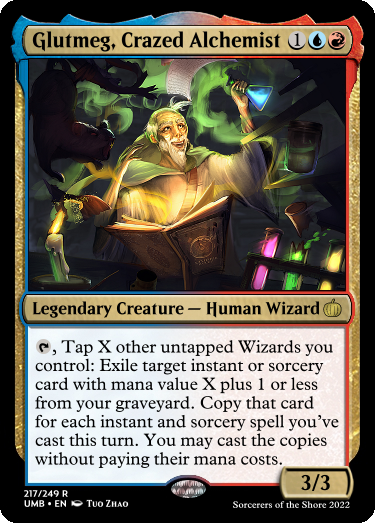 Glutmeg, Crazed Alchemist 1
Legendary Creature — Human Wizard
, Tap X other untapped Wizards you
control: Exile target instant or sorcery
card with mana value X plus 1 or less
from your graveyard. Copy that card
for each instant and sorcery spell you've
cast this turn. You may cast the copies
without paying their mana costs.
3/3
217/249 R
UMB • EN Tuo Zhao
Sorcerers of the Shore 2022